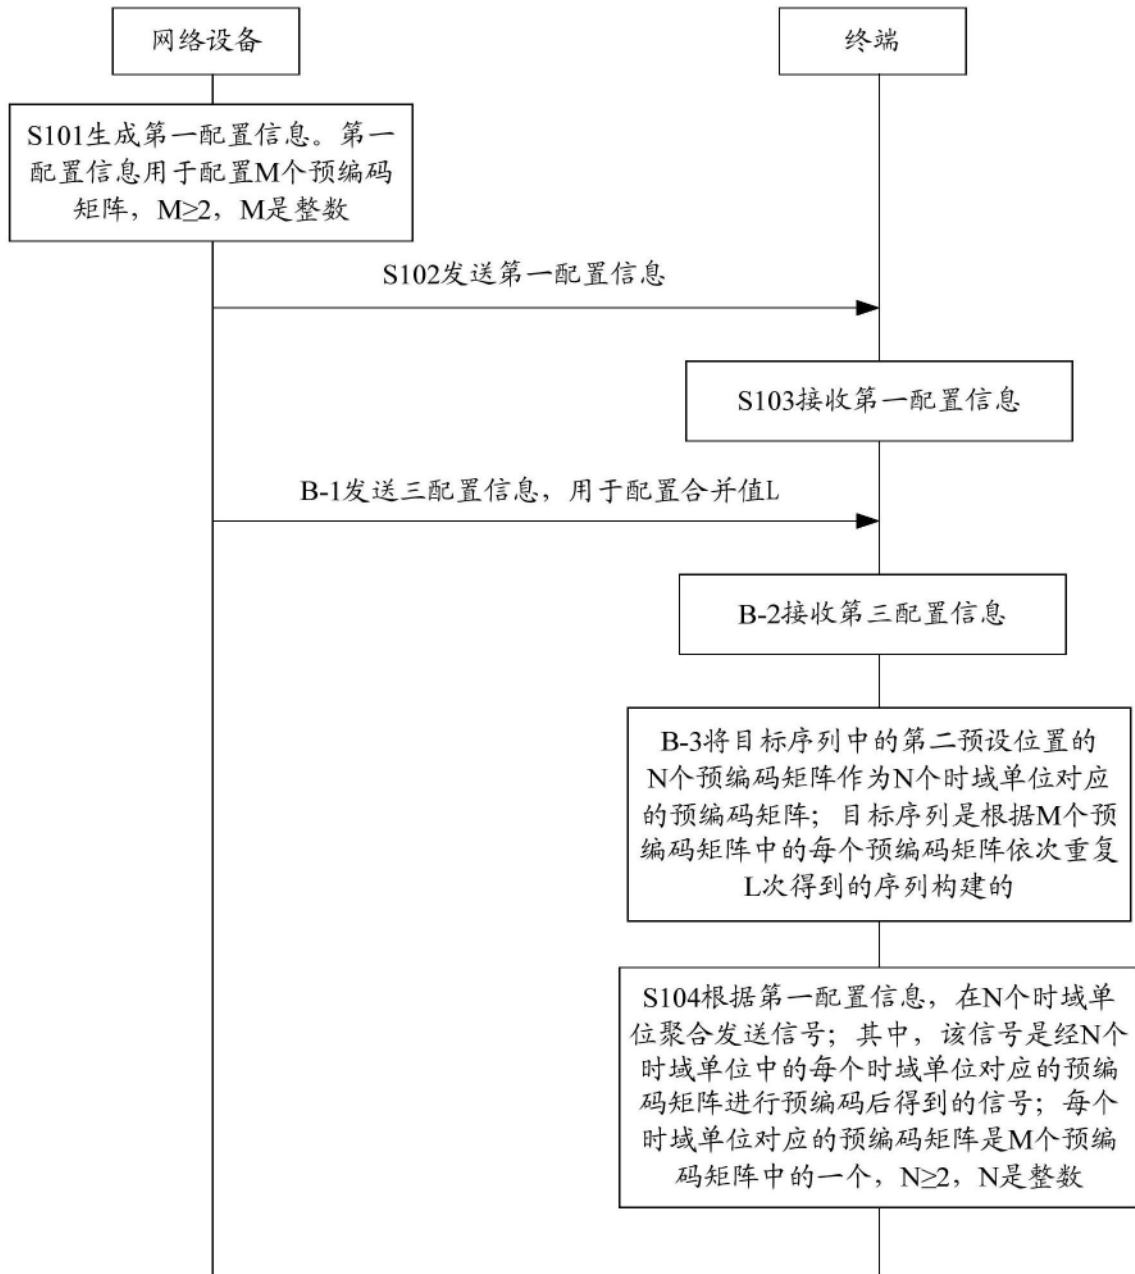 网络设备
终端
S101生成第一配置信息。第一
配置信息用于配置M个预编码
矩阵，M≥2，M是整数
S102发送第一配置信息
S103接收第一配置信息
B-1发送三配置信息，用于配置合并值L
B-2接收第三配置信息
B-3将目标序列中的第二预设位置的
N个预编码矩阵作为N个时域单位对应
的预编码矩阵；目标序列是根据M个预
编码矩阵中的每个预编码矩阵依次重复
L次得到的序列构建的
S104根据第一配置信息，在N个时域单
位聚合发送信号；其中，该信号是经N个
时域单位中的每个时域单位对应的预编
码矩阵进行预编码后得到的信号；每个
时域单位对应的预编码矩阵是M个预编
码矩阵中的一个，N≥2，N是整数